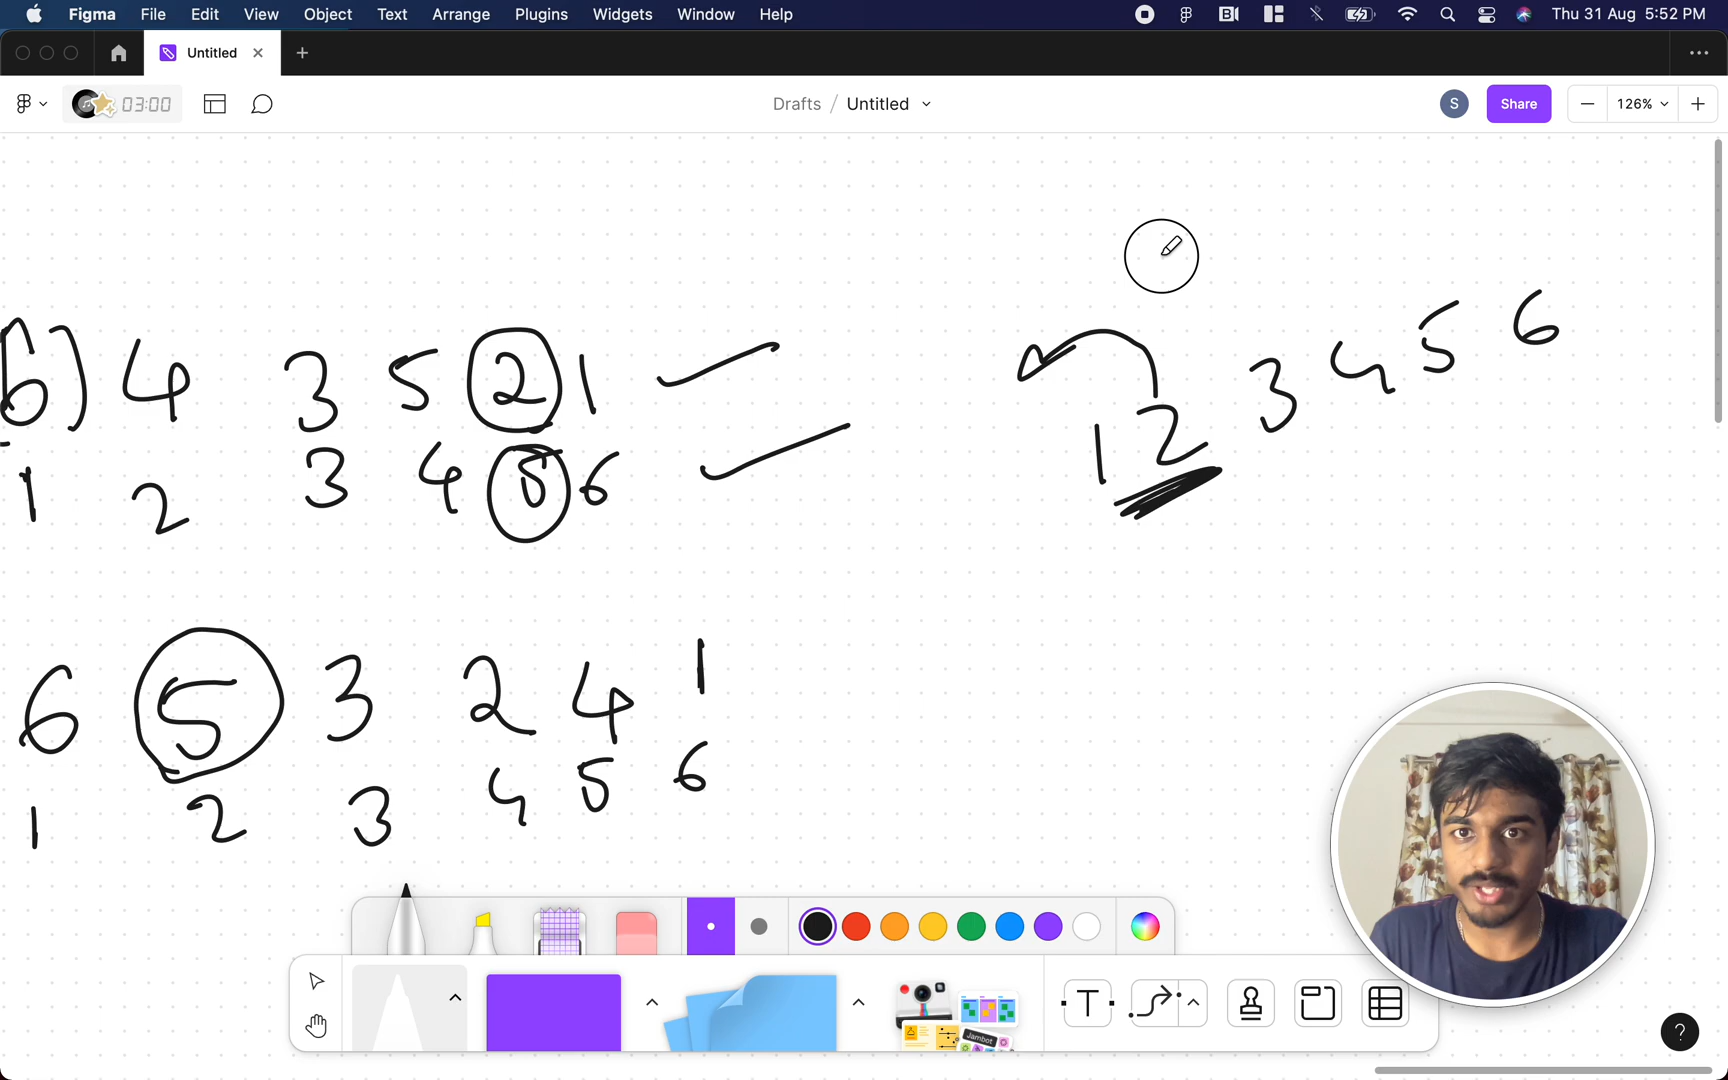 Figma File Edit View Object Text Arrange Plugins Widgets Window Help Thu 31 Aug 5:52 PM
Untitled
03:00 Drafts / Untitled S Share 126%
6) 4 3 5 2 1
1 2 3 4 5 6
1 2 3 4 5 6
6 5 3 2 4 1
1 2 3 4 5 6
T
Jambot
?